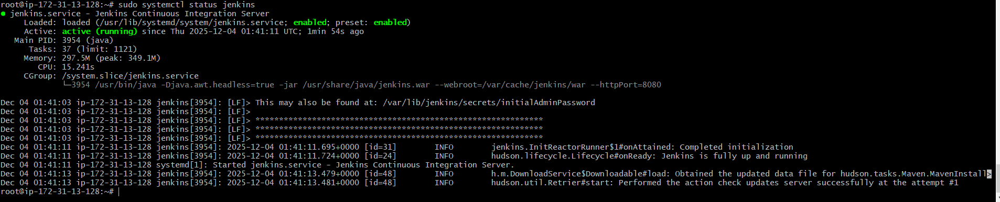 root@ip-172-31-13-128:~# sudo systemctl status jenkins
● jenkins.service - Jenkins Continuous Integration Server
     Loaded: loaded (/usr/lib/systemd/system/jenkins.service; enabled; preset: enabled)
     Active: active (running) since Thu 2025-12-04 01:41:11 UTC; 1min 54s ago
   Main PID: 3954 (java)
      Tasks: 37 (limit: 1121)
     Memory: 297.5M (peak: 349.1M)
        CPU: 15.241s
     CGroup: /system.slice/jenkins.service
             └─3954 /usr/bin/java -Djava.awt.headless=true -jar /usr/share/java/jenkins.war --webroot=/var/cache/jenkins/war --httpPort=8080

Dec 04 01:41:03 ip-172-31-13-128 jenkins[3954]: [LF]> This may also be found at: /var/lib/jenkins/secrets/initialAdminPassword
Dec 04 01:41:03 ip-172-31-13-128 jenkins[3954]: [LF]>
Dec 04 01:41:03 ip-172-31-13-128 jenkins[3954]: [LF]> *************************************************************
Dec 04 01:41:03 ip-172-31-13-128 jenkins[3954]: [LF]> *************************************************************
Dec 04 01:41:03 ip-172-31-13-128 jenkins[3954]: [LF]> *************************************************************
Dec 04 01:41:11 ip-172-31-13-128 jenkins[3954]: 2025-12-04 01:41:11.695+0000 [id=31]        INFO        jenkins.InitReactorRunner$1#onAttained: Completed initialization
Dec 04 01:41:11 ip-172-31-13-128 jenkins[3954]: 2025-12-04 01:41:11.724+0000 [id=24]        INFO        hudson.lifecycle.Lifecycle#onReady: Jenkins is fully up and running
Dec 04 01:41:11 ip-172-31-13-128 systemd[1]: Started jenkins.service - Jenkins Continuous Integration Server.
Dec 04 01:41:13 ip-172-31-13-128 jenkins[3954]: 2025-12-04 01:41:13.479+0000 [id=48]        INFO        h.m.DownloadService$Downloadable#load: Obtained the updated data file for hudson.tasks.Maven.MavenInstall>
Dec 04 01:41:13 ip-172-31-13-128 jenkins[3954]: 2025-12-04 01:41:13.481+0000 [id=48]        INFO        hudson.util.Retrier#start: Performed the action check updates server successfully at the attempt #1
root@ip-172-31-13-128:~#